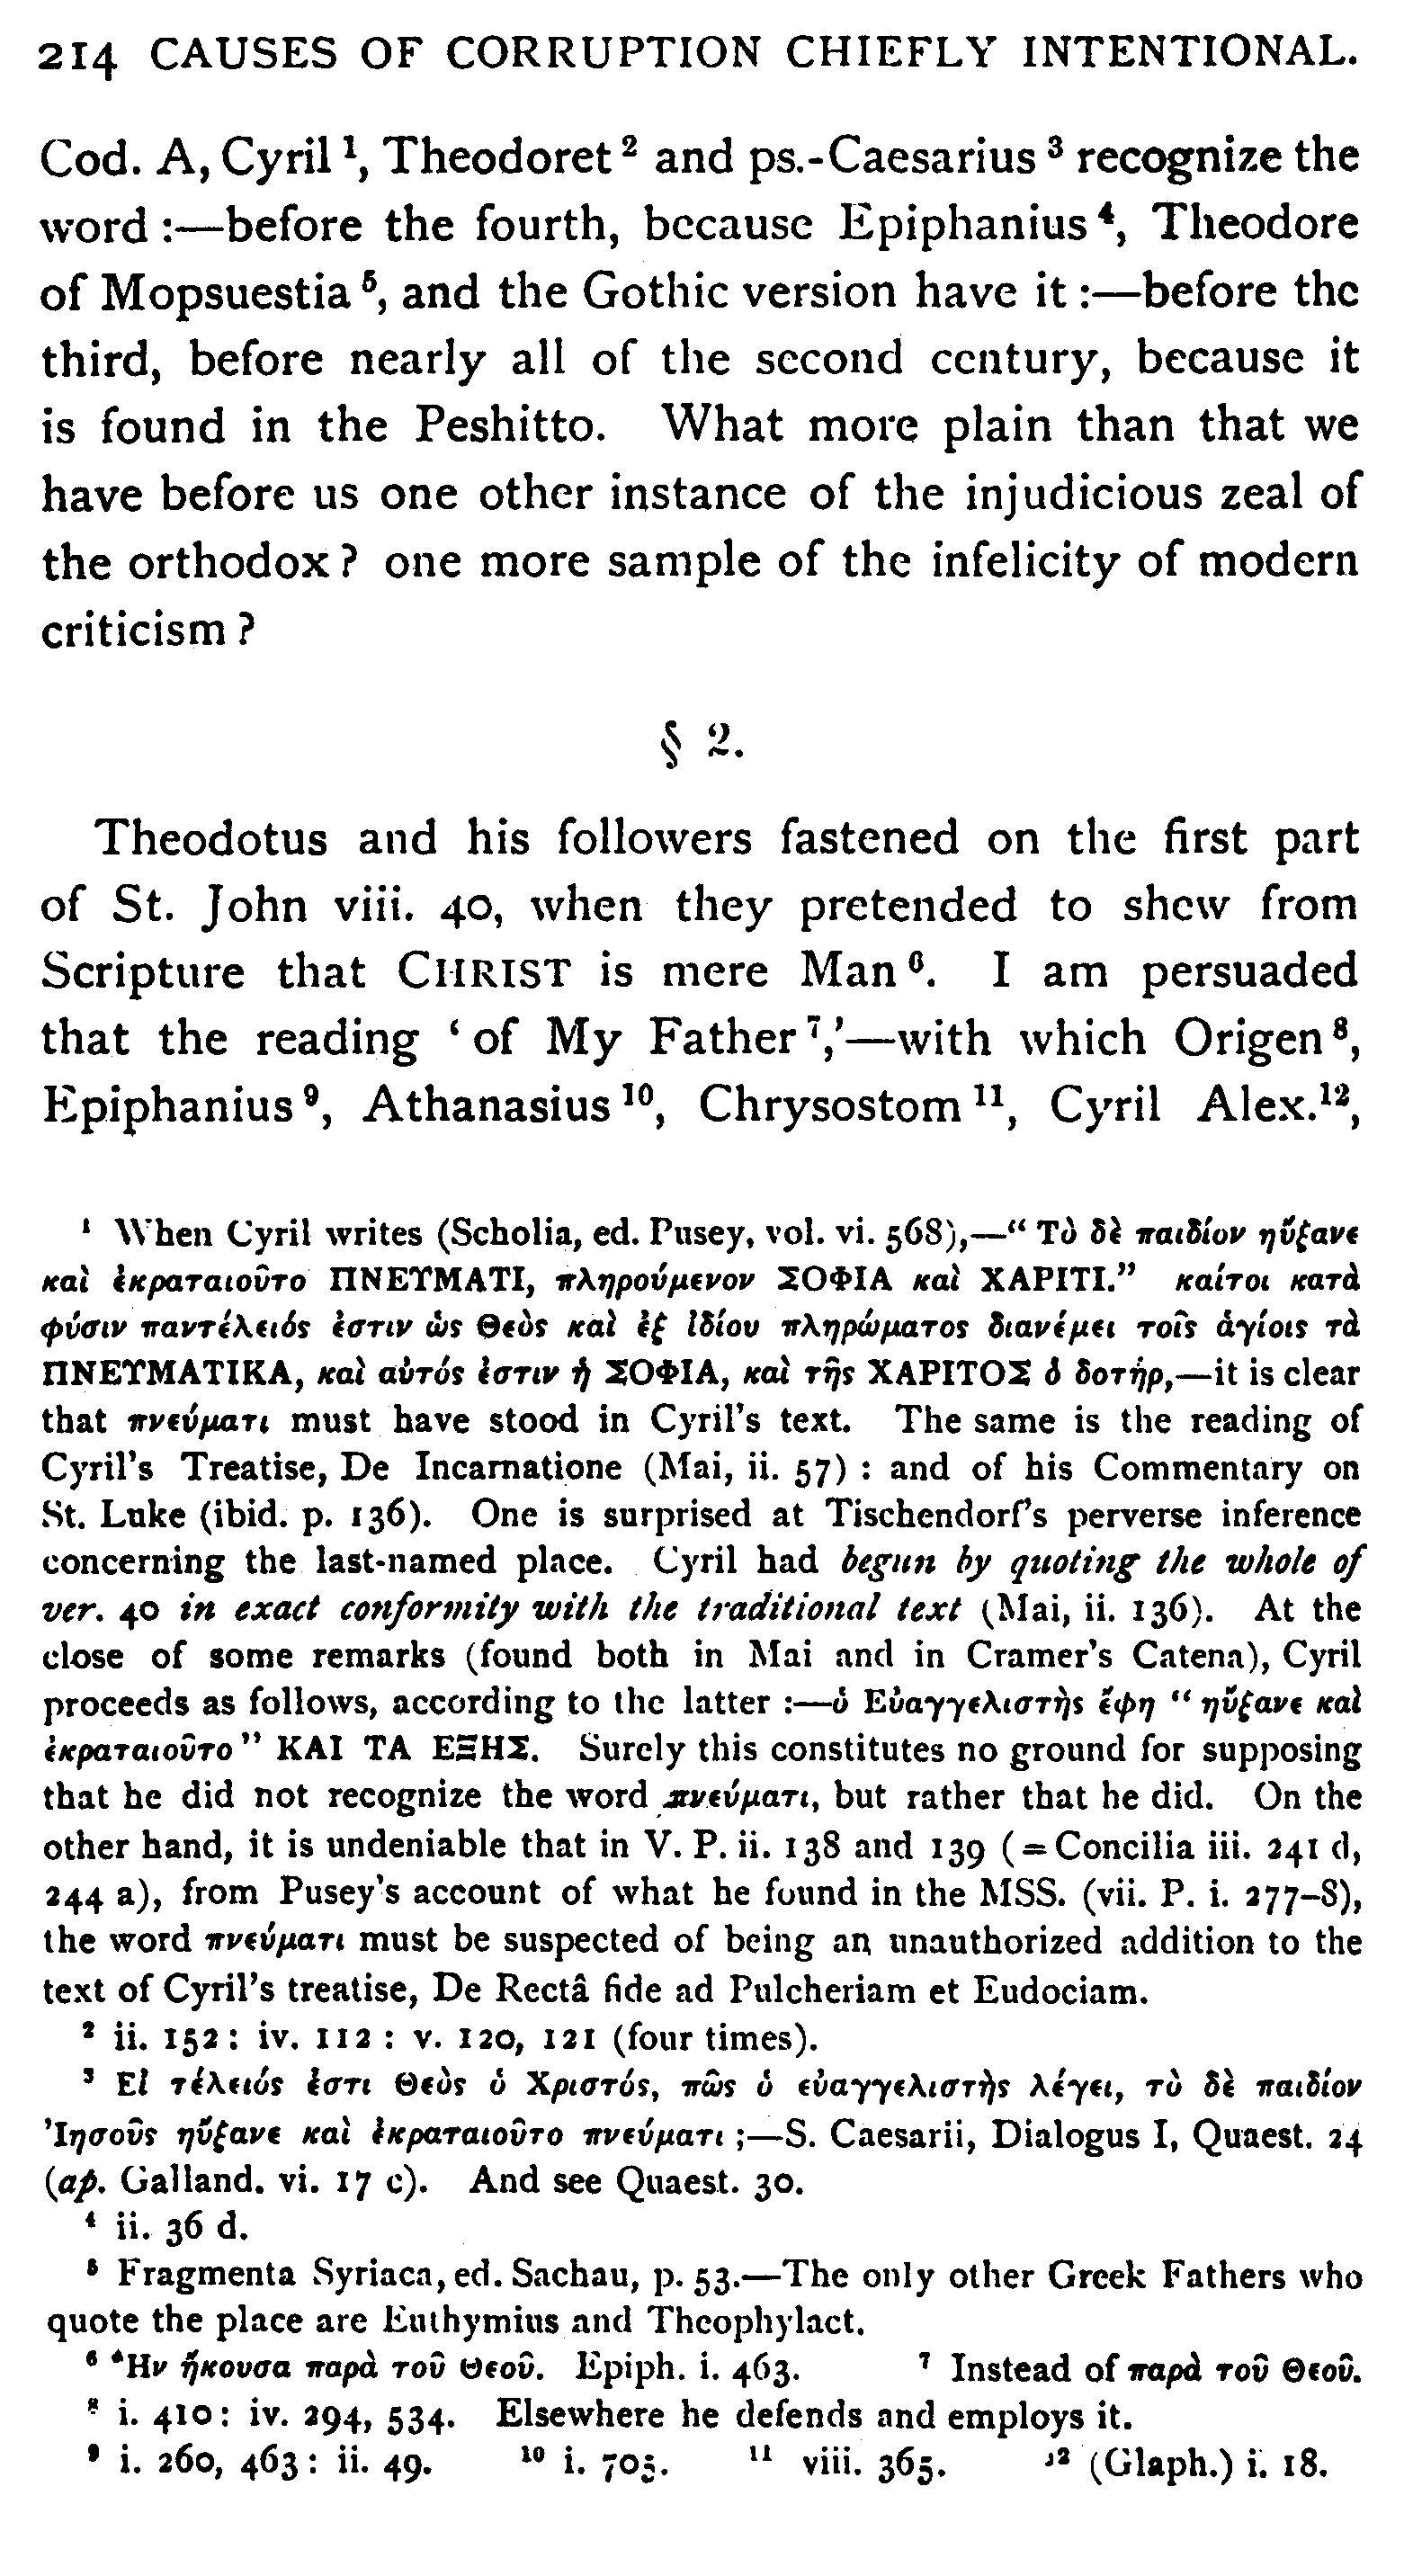 214 CAUSES OF CORRUPTION CHIEFLY INTENTIONAL.
Cod. A, Cyril ¹, Theodoret ² and ps.-Caesarius ³ recognize the
word :—before the fourth, because Epiphanius ⁴, Theodore
of Mopsuestia ⁵, and the Gothic version have it :—before the
third, before nearly all of the second century, because it
is found in the Peshitto. What more plain than that we
have before us one other instance of the injudicious zeal of
the orthodox ? one more sample of the infelicity of modern
criticism ?
§ 2.
Theodotus and his followers fastened on the first part
of St. John viii. 40, when they pretended to shew from
Scripture that CHRIST is mere Man ⁶. I am persuaded
that the reading ‘ of My Father ⁷,’—with which Origen ⁸,
Epiphanius ⁹, Athanasius ¹⁰, Chrysostom ¹¹, Cyril Alex.¹²,
¹ When Cyril writes (Scholia, ed. Pusey, vol. vi. 568),—“ Τὸ δὲ παιδίον ηὔξανε
καὶ ἐκραταιοῦτο ΠΝΕΥΜΑΤΙ, πληρούμενον ΣΟΦΙΑ καὶ ΧΑΡΙΤΙ.” καίτοι κατὰ
φύσιν παντέλειός ἐστιν ὡς Θεὸς καὶ ἐξ ἰδίου πληρώματος διανέμει τοῖς ἁγίοις τὰ
ΠΝΕΥΜΑΤΙΚΑ, καὶ αὐτός ἐστιν ἡ ΣΟΦΙΑ, καὶ τῆς ΧΑΡΙΤΟΣ ὁ δοτήρ,—it is clear
that πνεύματι must have stood in Cyril’s text. The same is the reading of
Cyril’s Treatise, De Incarnatione (Mai, ii. 57) : and of his Commentary on
St. Luke (ibid. p. 136). One is surprised at Tischendorf’s perverse inference
concerning the last-named place. Cyril had begun by quoting the whole of
ver. 40 in exact conformity with the traditional text (Mai, ii. 136). At the
close of some remarks (found both in Mai and in Cramer’s Catena), Cyril
proceeds as follows, according to the latter :—ὁ Εὐαγγελιστὴς ἔφη “ ηὔξανε καὶ
ἐκραταιοῦτο” ΚΑΙ ΤΑ ΕΞΗΣ. Surely this constitutes no ground for supposing
that he did not recognize the word πνεύματι, but rather that he did. On the
other hand, it is undeniable that in V. P. ii. 138 and 139 (= Concilia iii. 241 d,
244 a), from Pusey’s account of what he found in the MSS. (vii. P. i. 277–8),
the word πνεύματι must be suspected of being an unauthorized addition to the
text of Cyril’s treatise, De Rectâ fide ad Pulcheriam et Eudociam.
² ii. 152 : iv. 112 : v. 120, 121 (four times).
³ Εἰ τέλειός ἐστι Θεὸς ὁ Χριστός, πῶς ὁ εὐαγγελιστὴς λέγει, τὸ δὲ παιδίον
Ἰησοῦς ηὔξανε καὶ ἐκραταιοῦτο πνεύματι ;—S. Caesarii, Dialogus I, Quaest. 24
(ap. Galland. vi. 17 c). And see Quaest. 30.
⁴ ii. 36 d.
⁵ Fragmenta Syriaca, ed. Sachau, p. 53.—The only other Greek Fathers who
quote the place are Euthymius and Theophylact.
⁶ Ἣν ἤκουσα παρὰ τοῦ Θεοῦ. Epiph. i. 463. ⁷ Instead of παρὰ τοῦ Θεοῦ.
⁸ i. 410 : iv. 294, 534. Elsewhere he defends and employs it.
⁹ i. 260, 463 : ii. 49. ¹⁰ i. 705. ¹¹ viii. 365. ¹² (Glaph.) i. 18.